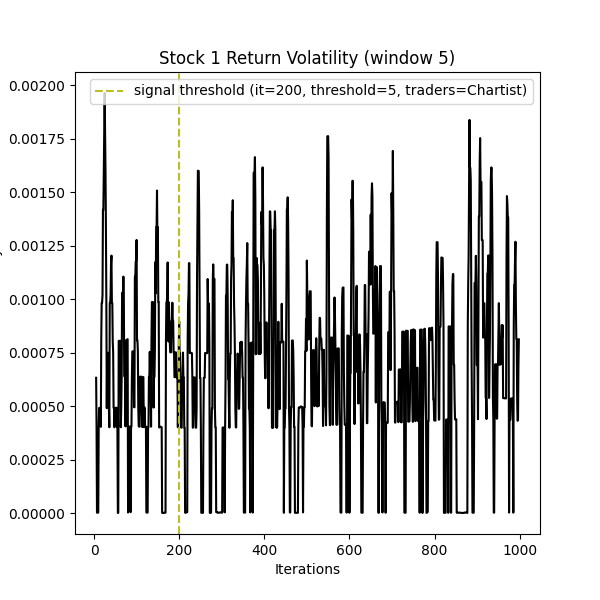 Stock 1 Return Volatility (window 5)
signal threshold (it=200, threshold=5, traders=Chartist)
0.00200
0.00175
0.00150
0.00125
0.00100
0.00075
0.00050
0.00025
0.00000
0 200 400 600 800 1000
Iterations